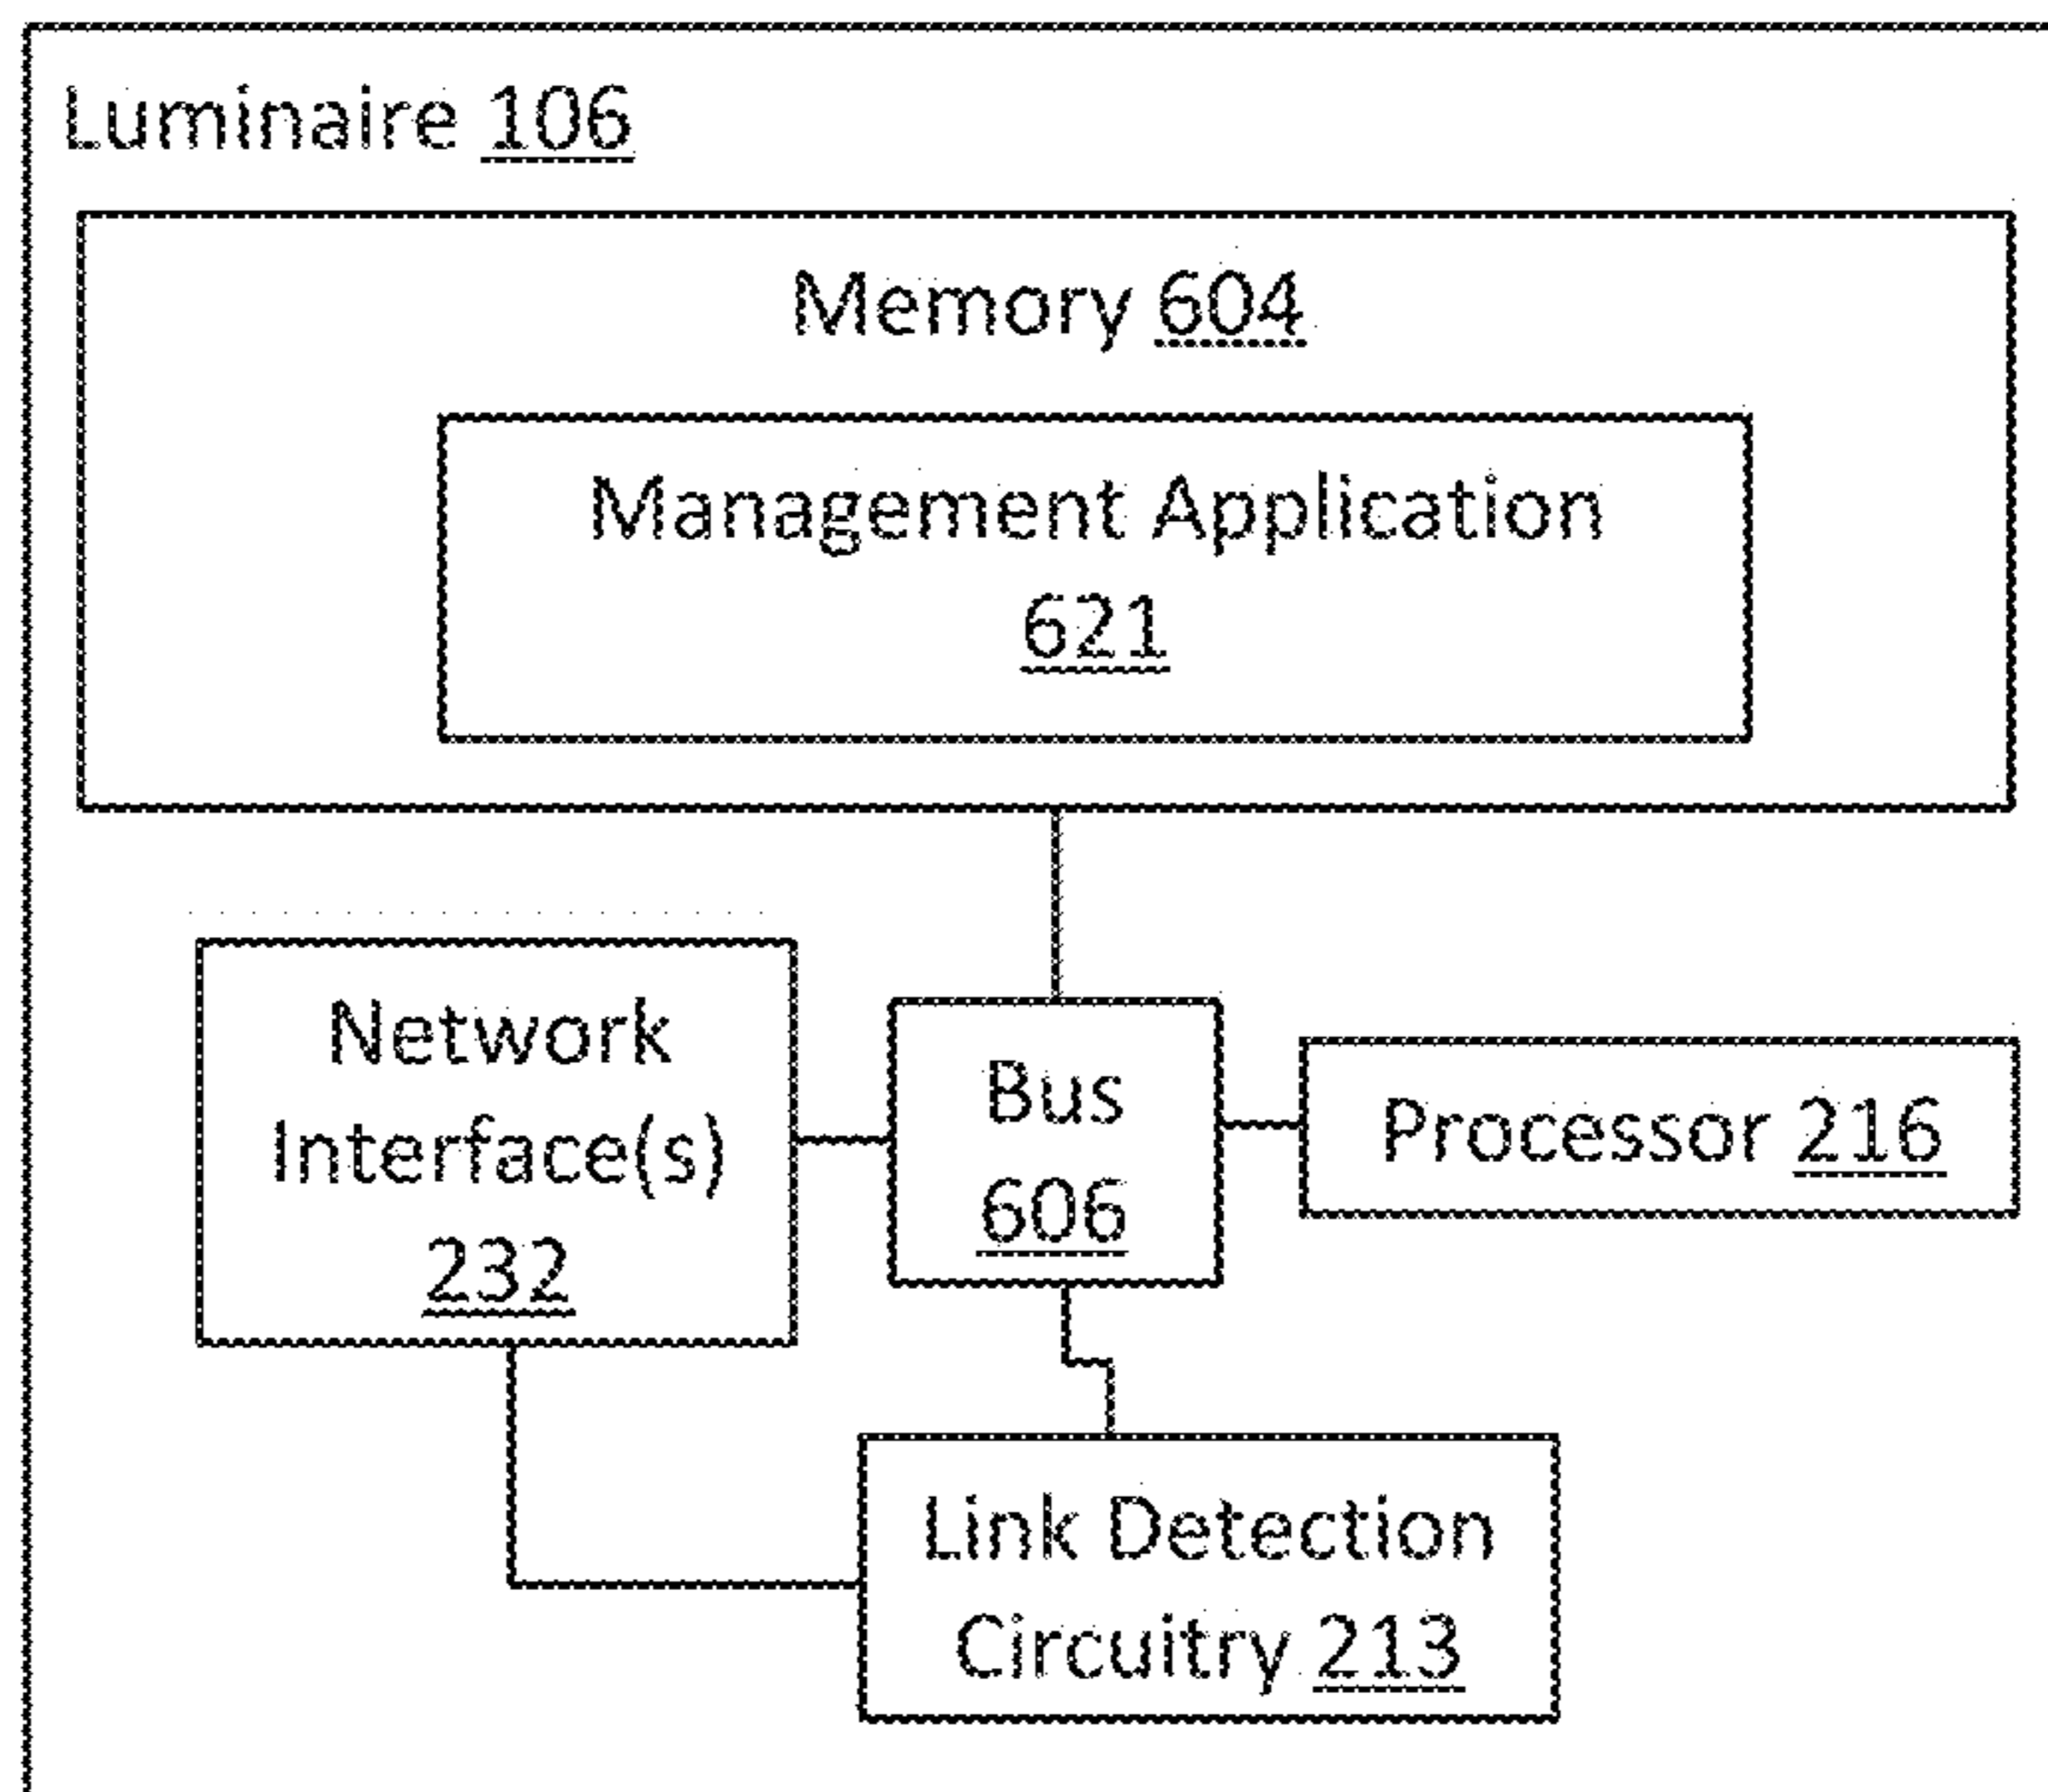 Luminaire 106
Memory 604
Management Application
621
Network
Interface(s)
232
Bus
606
Processor 216
Link Detection
Circuitry 213